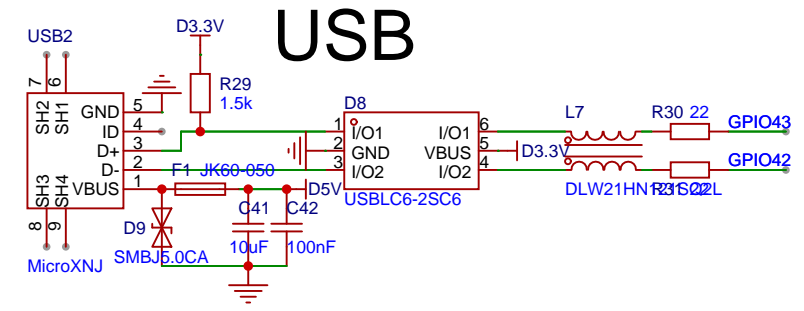 USB
USB2
D3.3V
7
6
SH2
SH1
GND
5
ID
4
D+
3
D-
2
VBUS
1
SH3
SH4
8
9
MicroXNJ
R29
1.5k
F1 JK60-050
D9
SMBJ5.0CA
C41
10uF
C42
100nF
D5V
D8
1
I/O1
2
GND
3
I/O2
I/O1
6
VBUS
5
I/O2
4
USBLC6-2SC6
D3.3V
L7
R30 22
GPIO43
GPIO42